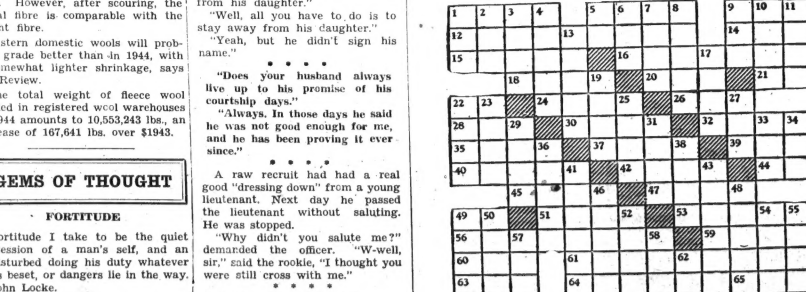 . However, after scouring, the
al fibre is comparable with the
nt fibre.
stern domestic wools will prob-
grade better than in 1944, with
mewhat lighter shrinkage, says
Review.
he total weight of fleece wool
ed in registered wool warehouses
944 amounts to 10,553,243 lbs., an
ease of 167,641 lbs. over $1943.
GEMS OF THOUGHT
FORTITUDE
ortitude I take to be the quiet
ession of a man's self, and an
sturbed doing his duty whatever
beset, or dangers lie in the way.
ohn Locke.
from his daughter."
"Well, all you have to do is to
stay away from his daughter."
"Yeah, but he didn't sign his
name."
* * * *
"Does your husband always
live up to his promise of his
courtship days."
"Always. In those days he said
he was not good enough for me,
and he has been proving it ever
since."
* * * *
A raw recruit had had a real
good "dressing down" from a young
lieutenant. Next day he passed
the lieutenant without saluting.
He was stopped.
"Why didn't you salute me?"
demanded the officer. "W-well,
sir," said the rookie, "I thought you
were still cross with me."
* * * *
1 2 3 4 5 6 7 8 9 10 11
12 13 14
15 16 17
18 19 20 21
22 23 24 25 26 27
28 29 30 31 32 33 34
35 36 37 38 39
40 41 42 43 44
45 46 47 48
49 50 51 52 53 54 55
56 57 58 59
60 61 62
63 64 65